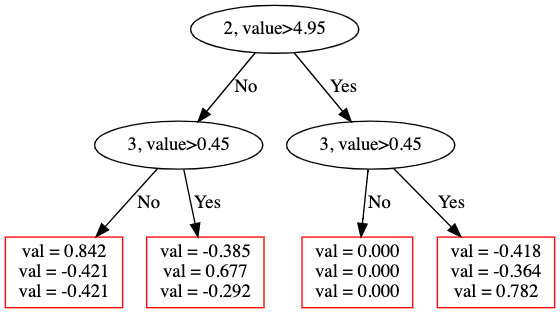 2, value>4.95
No
Yes
3, value>0.45
3, value>0.45
No
Yes
No
Yes
val = 0.842
val = -0.421
val = -0.421
val = -0.385
val = 0.677
val = -0.292
val = 0.000
val = 0.000
val = 0.000
val = -0.418
val = -0.364
val = 0.782